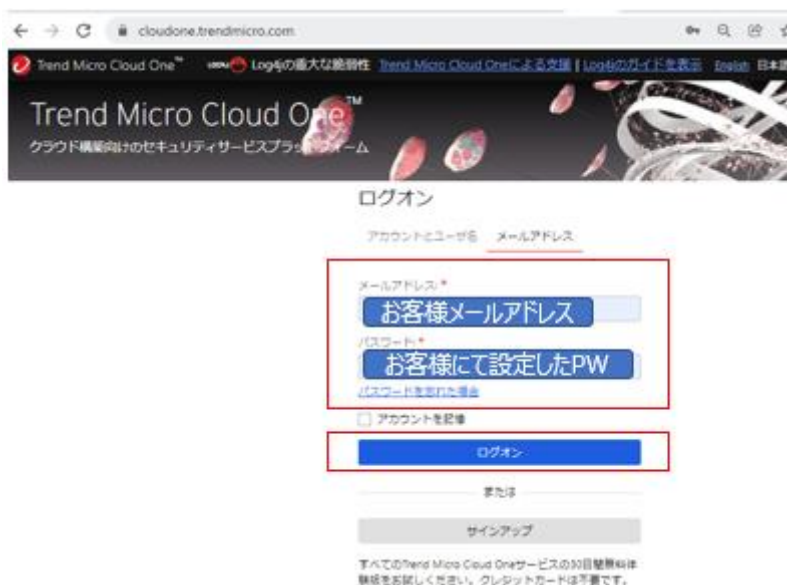 cloudone.trendmicro.com
Trend Micro Cloud One™ Log4jの重大な脆弱性 Trend Micro Cloud Oneによる支援 | Log4jのガイドを表示 English 日本語
Trend Micro Cloud One™
クラウド構築向けのセキュリティサービスプラットフォーム
ログオン
アカウントとユーザ名 メールアドレス
メールアドレス:*
お客様メールアドレス
パスワード:*
お客様にて設定したPW
パスワードを忘れた場合
アカウントを記憶
ログオン
または
サインアップ
すべてのTrend Micro Cloud Oneサービスの30日間無料体
験版をお試しください。クレジットカードは不要です。